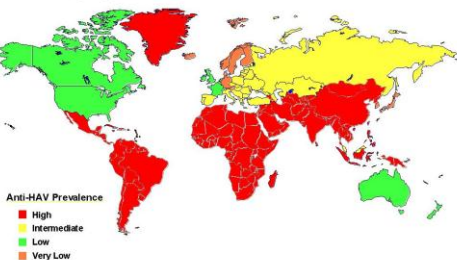 Anti-HAV Prevalence
High
Intermediate
Low
Very Low